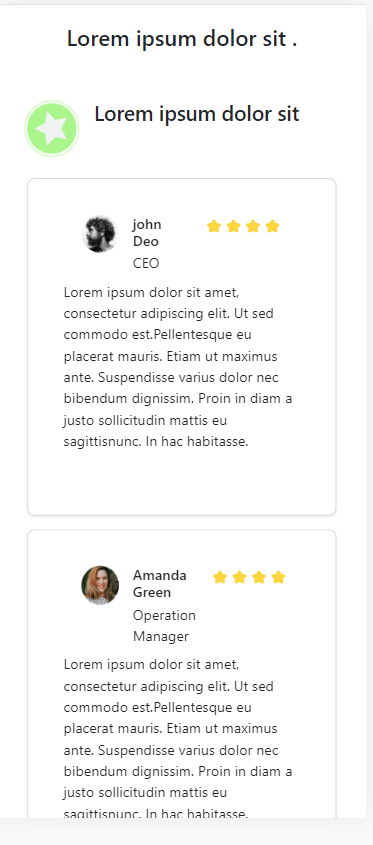 Lorem ipsum dolor sit .
Lorem ipsum dolor sit
john
Deo
CEO
Lorem ipsum dolor sit amet,
consectetur adipiscing elit. Ut sed
commodo est.Pellentesque eu
placerat mauris. Etiam ut maximus
ante. Suspendisse varius dolor nec
bibendum dignissim. Proin in diam a
justo sollicitudin mattis eu
sagittisnunc. In hac habitasse.
Amanda
Green
Operation
Manager
Lorem ipsum dolor sit amet,
consectetur adipiscing elit. Ut sed
commodo est.Pellentesque eu
placerat mauris. Etiam ut maximus
ante. Suspendisse varius dolor nec
bibendum dignissim. Proin in diam a
justo sollicitudin mattis eu
sagittisnunc. In hac habitasse.